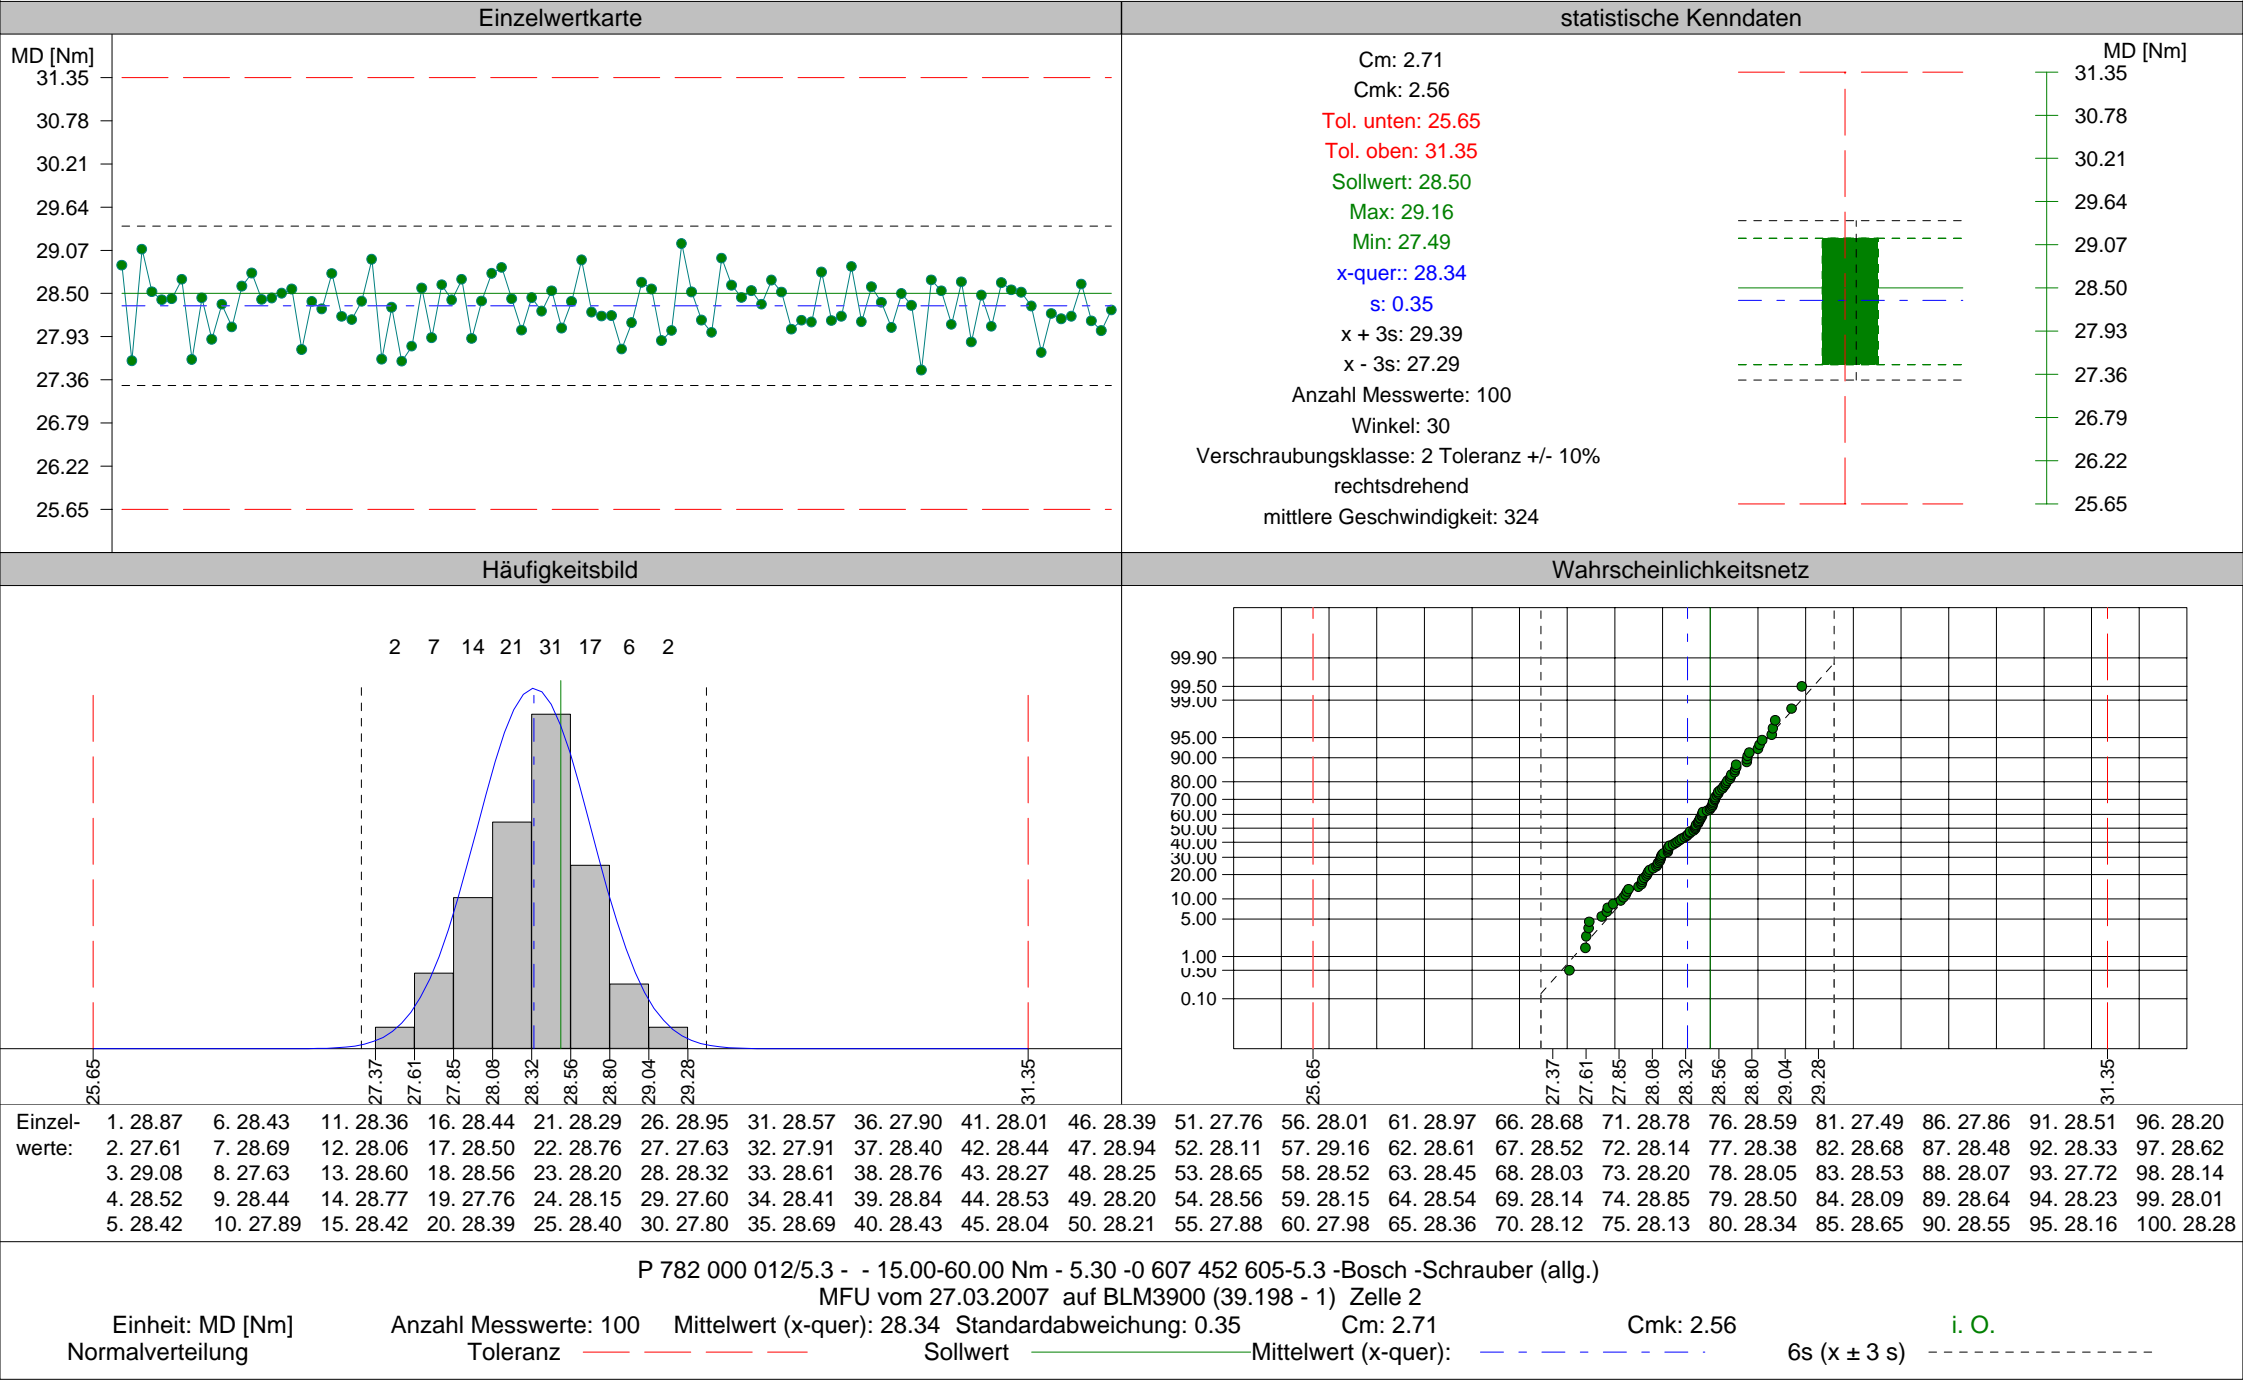 Einzelwertkarte
MD [Nm]
31.35
30.78
30.21
29.64
29.07
28.50
27.93
27.36
26.79
26.22
25.65
statistische Kenndaten
Cm: 2.71
Cmk: 2.56
Tol. unten: 25.65
Tol. oben: 31.35
Sollwert: 28.50
Max: 29.16
Min: 27.49
x-quer:: 28.34
s: 0.35
x + 3s: 29.39
x - 3s: 27.29
Anzahl Messwerte: 100
Winkel: 30
Verschraubungsklasse: 2 Toleranz +/- 10%
rechtsdrehend
mittlere Geschwindigkeit: 324
MD [Nm]
31.35
30.78
30.21
29.64
29.07
28.50
27.93
27.36
26.79
26.22
25.65
Häufigkeitsbild
2 7 14 21 31 17 6 2
25.65 27.37 27.61 27.85 28.08 28.32 28.56 28.80 29.04 29.28 31.35
Wahrscheinlichkeitsnetz
99.90
99.50
99.00
95.00
90.00
80.00
70.00
60.00
50.00
40.00
30.00
20.00
10.00
5.00
1.00
0.50
0.10
25.65 27.37 27.61 27.85 28.08 28.32 28.56 28.80 29.04 29.28 31.35
Einzel- 1. 28.87 6. 28.43 11. 28.36 16. 28.44 21. 28.29 26. 28.95 31. 28.57 36. 27.90 41. 28.01 46. 28.39 51. 27.76 56. 28.01 61. 28.97 66. 28.68 71. 28.78 76. 28.59 81. 27.49 86. 27.86 91. 28.51 96. 28.20
werte: 2. 27.61 7. 28.69 12. 28.06 17. 28.50 22. 28.76 27. 27.63 32. 27.91 37. 28.40 42. 28.44 47. 28.94 52. 28.11 57. 29.16 62. 28.61 67. 28.52 72. 28.14 77. 28.38 82. 28.68 87. 28.48 92. 28.33 97. 28.62
3. 29.08 8. 27.63 13. 28.60 18. 28.56 23. 28.20 28. 28.32 33. 28.61 38. 28.76 43. 28.27 48. 28.25 53. 28.65 58. 28.52 63. 28.45 68. 28.03 73. 28.20 78. 28.05 83. 28.53 88. 28.07 93. 27.72 98. 28.14
4. 28.52 9. 28.44 14. 28.77 19. 27.76 24. 28.15 29. 27.60 34. 28.41 39. 28.84 44. 28.53 49. 28.20 54. 28.56 59. 28.15 64. 28.54 69. 28.14 74. 28.85 79. 28.50 84. 28.09 89. 28.64 94. 28.23 99. 28.01
5. 28.42 10. 27.89 15. 28.42 20. 28.39 25. 28.40 30. 27.80 35. 28.69 40. 28.43 45. 28.04 50. 28.21 55. 27.88 60. 27.98 65. 28.36 70. 28.12 75. 28.13 80. 28.34 85. 28.65 90. 28.55 95. 28.16 100. 28.28
P 782 000 012/5.3 - - 15.00-60.00 Nm - 5.30 -0 607 452 605-5.3 -Bosch -Schrauber (allg.)
MFU vom 27.03.2007 auf BLM3900 (39.198 - 1) Zelle 2
Einheit: MD [Nm] Anzahl Messwerte: 100 Mittelwert (x-quer): 28.34 Standardabweichung: 0.35 Cm: 2.71 Cmk: 2.56 i. O.
Normalverteilung Toleranz Sollwert Mittelwert (x-quer): 6s (x ± 3 s)